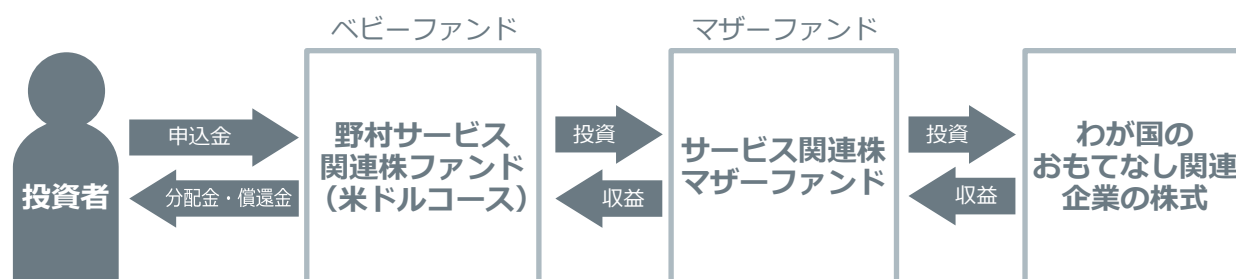 ベビーファンド
マザーファンド
投資者
申込金
分配金・償還金
野村サービス
関連株ファンド
（米ドルコース）
投資
収益
サービス関連株
マザーファンド
投資
収益
わが国の
おもてなし関連
企業の株式